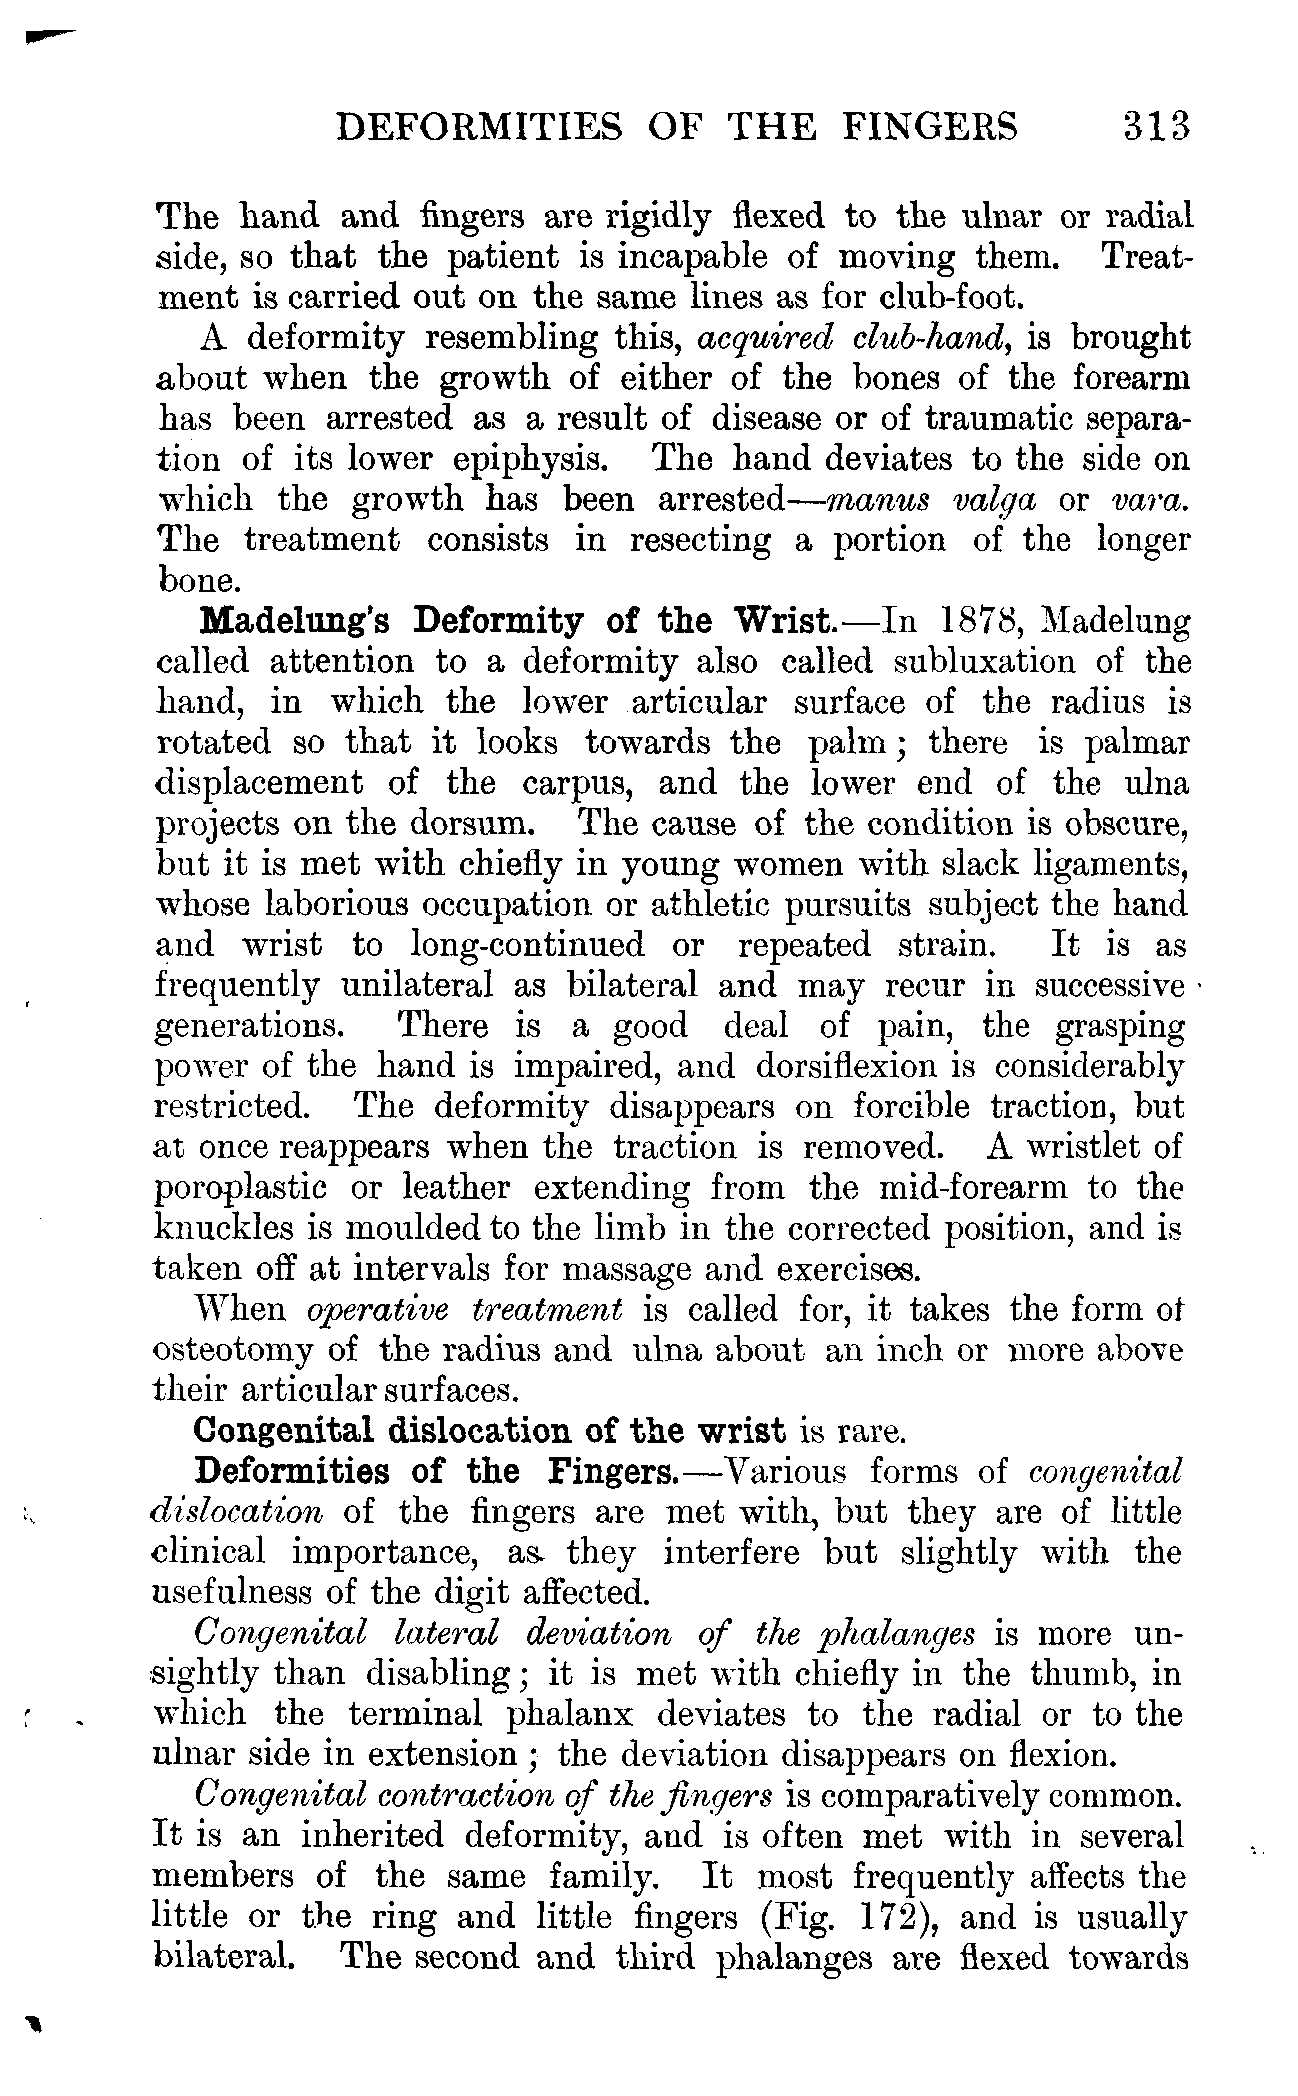 DEFORMITIES OF THE FINGERS 313
The hand and fingers are rigidly flexed to the ulnar or radial
side, so that the patient is incapable of moving them. Treat-
ment is carried out on the same lines as for club-foot.
A deformity resembling this, acquired club-hand, is brought
about when the growth of either of the bones of the forearm
has been arrested as a result of disease or of traumatic separa-
tion of its lower epiphysis. The hand deviates to the side on
which the growth has been arrested—manus valga or vara.
The treatment consists in resecting a portion of the longer
bone.
Madelung's Deformity of the Wrist.—In 1878, Madelung
called attention to a deformity also called subluxation of the
hand, in which the lower articular surface of the radius is
rotated so that it looks towards the palm; there is palmar
displacement of the carpus, and the lower end of the ulna
projects on the dorsum. The cause of the condition is obscure,
but it is met with chiefly in young women with slack ligaments,
whose laborious occupation or athletic pursuits subject the hand
and wrist to long-continued or repeated strain. It is as
frequently unilateral as bilateral and may recur in successive
generations. There is a good deal of pain, the grasping
power of the hand is impaired, and dorsiflexion is considerably
restricted. The deformity disappears on forcible traction, but
at once reappears when the traction is removed. A wristlet of
poroplastic or leather extending from the mid-forearm to the
knuckles is moulded to the limb in the corrected position, and is
taken off at intervals for massage and exercises.
When operative treatment is called for, it takes the form of
osteotomy of the radius and ulna about an inch or more above
their articular surfaces.
Congenital dislocation of the wrist is rare.
Deformities of the Fingers.—Various forms of congenital
dislocation of the fingers are met with, but they are of little
clinical importance, as they interfere but slightly with the
usefulness of the digit affected.
Congenital lateral deviation of the phalanges is more un-
sightly than disabling; it is met with chiefly in the thumb, in
which the terminal phalanx deviates to the radial or to the
ulnar side in extension; the deviation disappears on flexion.
Congenital contraction of the fingers is comparatively common.
It is an inherited deformity, and is often met with in several
members of the same family. It most frequently affects the
little or the ring and little fingers (Fig. 172), and is usually
bilateral. The second and third phalanges are flexed towards